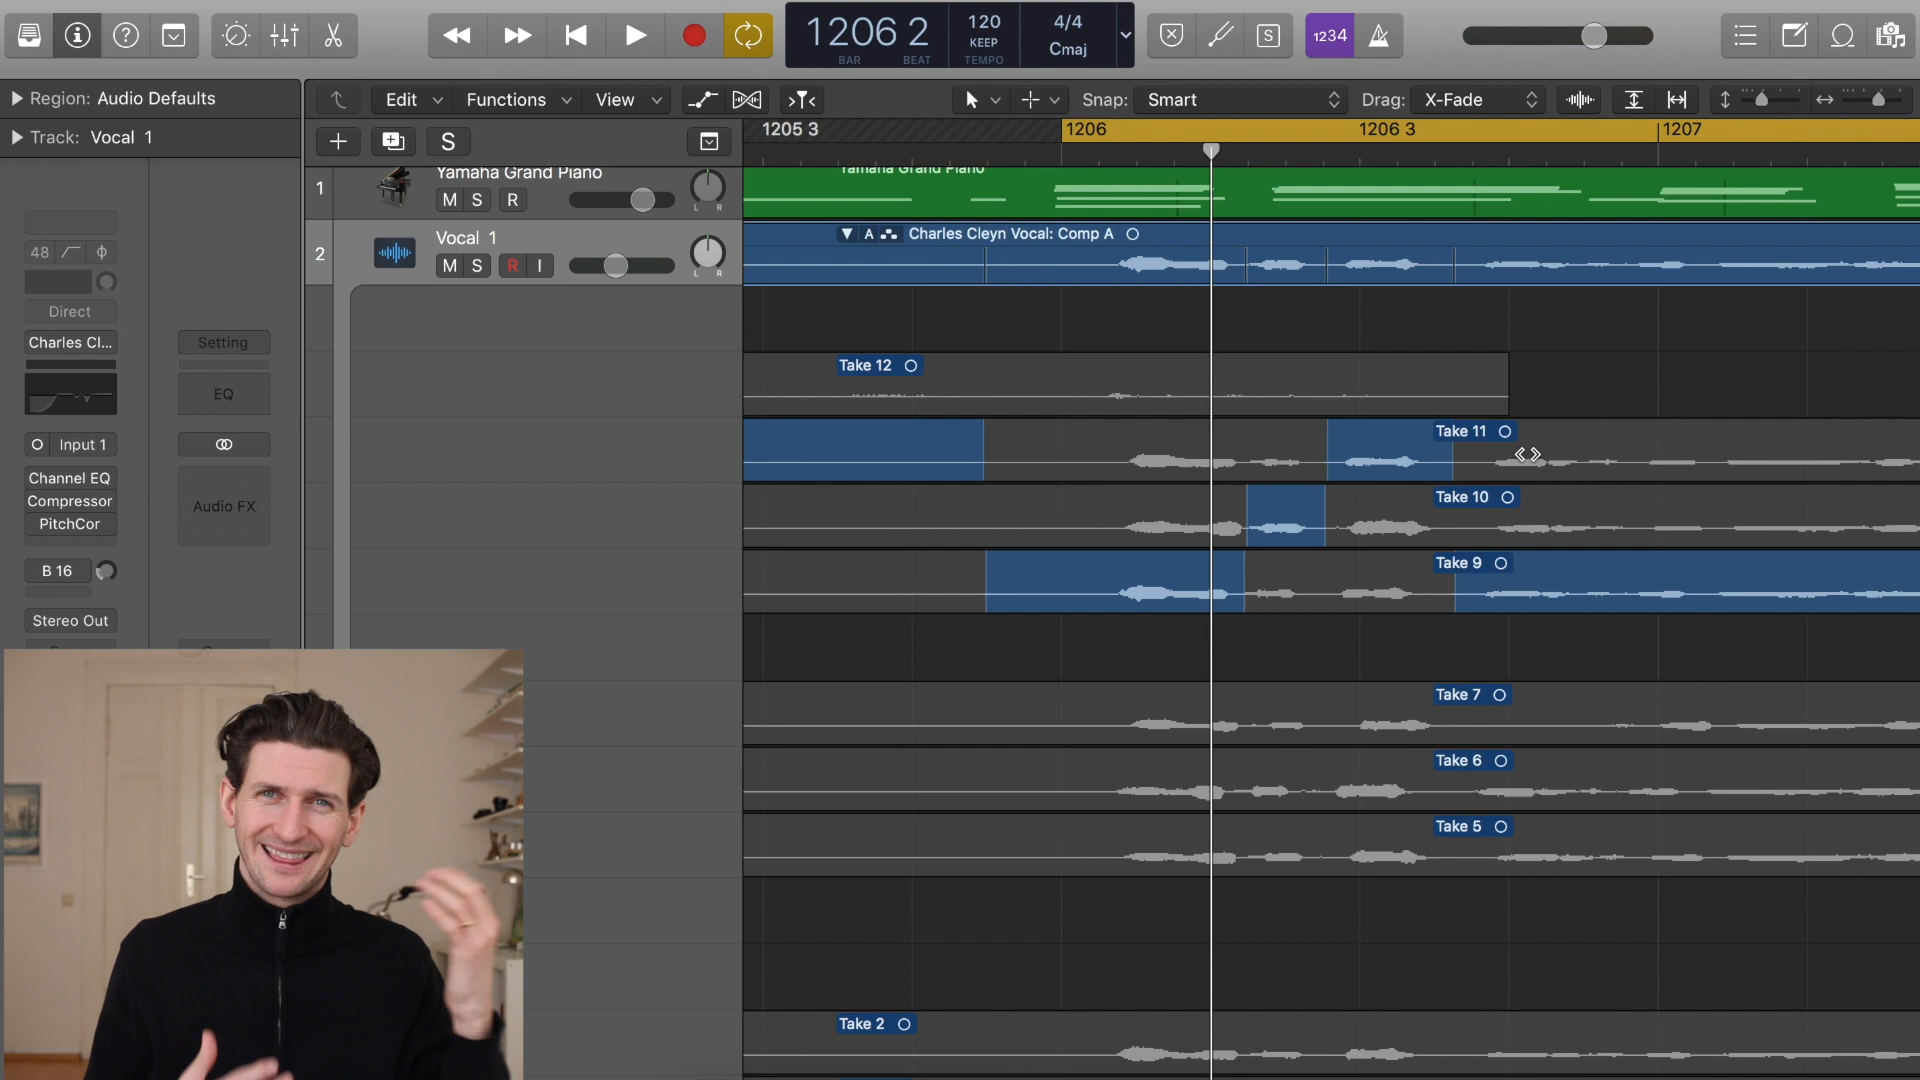 1206 2
BAR
BEAT
120
KEEP
TEMPO
4/4
Cmaj
S
1234
Region: Audio Defaults
Track: Vocal 1
Edit
Functions
View
Snap: Smart
Drag: X-Fade
S
1205 3
1206
1206 3
1207
1
Yamaha Grand Piano
M S R
L R
Yamaha Grand Piano
2
Vocal 1
M S R I
L R
A Charles Cleyn Vocal: Comp A
48
Direct
Charles Cl...
Setting
EQ
Input 1
Channel EQ
Compressor
PitchCor
Audio FX
B 16
Stereo Out
Take 12
Take 11
Take 10
Take 9
Take 7
Take 6
Take 5
Take 2